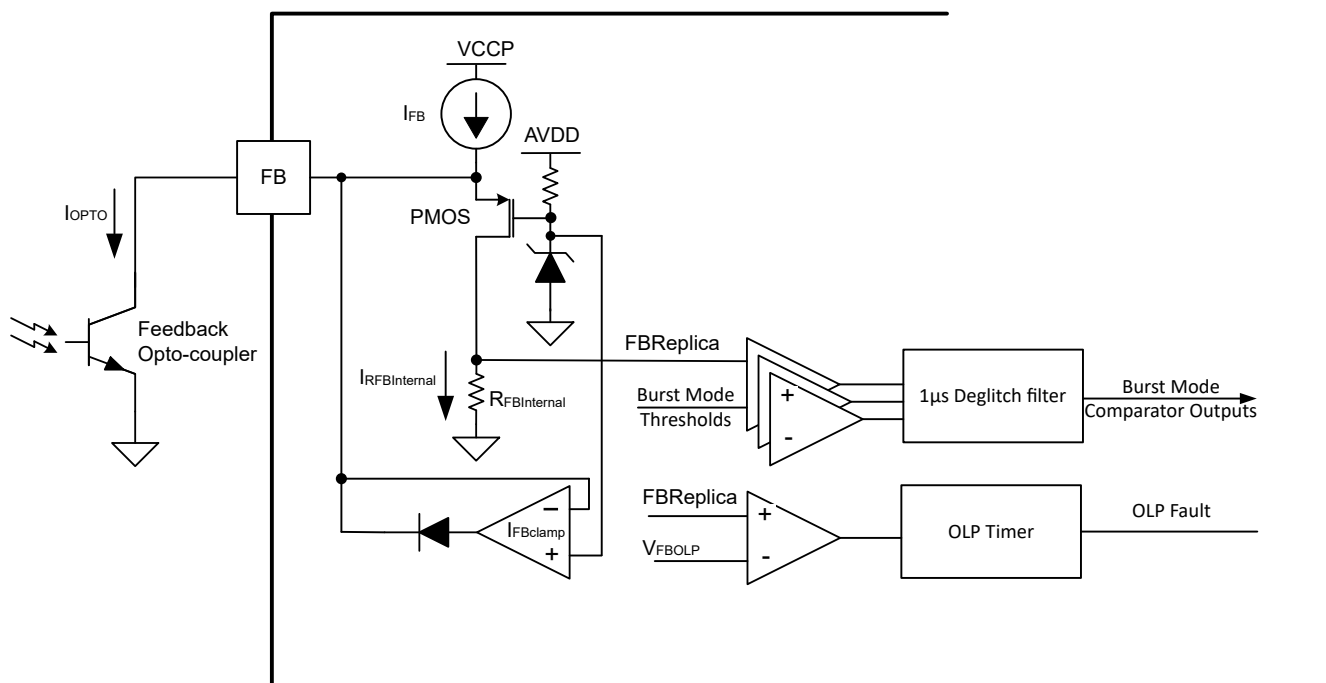 VCCP
IFB
AVDD
FB
IOPTO
PMOS
Feedback
Opto-coupler
FBReplica
IRFBInternal
RFBInternal
Burst Mode
Thresholds
+
-
1µs Deglitch filter
Burst Mode
Comparator Outputs
IFBclamp
−
+
FBReplica
VFBOLP
+
-
OLP Timer
OLP Fault